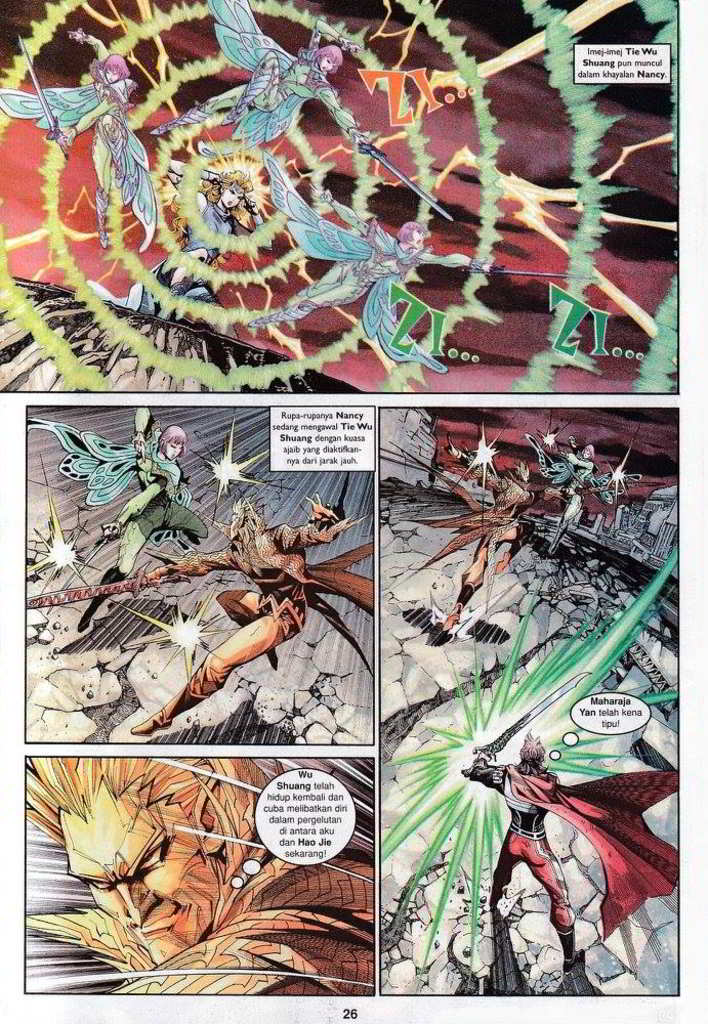 Imej-imej Tie Wu
Shuang pun muncul
dalam khayalan Nancy.
ZI...
ZI...
ZI...
Rupa-rupanya Nancy
sedang mengawal Tie Wu
Shuang dengan kuasa
ajaib yang diaktifkan-
nya dari jarak jauh.
Maharaja
Yan telah kena
tipu!
Wu
Shuang telah
hidup kembali dan
cuba melibatkan diri
dalam pergelutan
di antara aku
dan Hao Jie
sekarang!
26